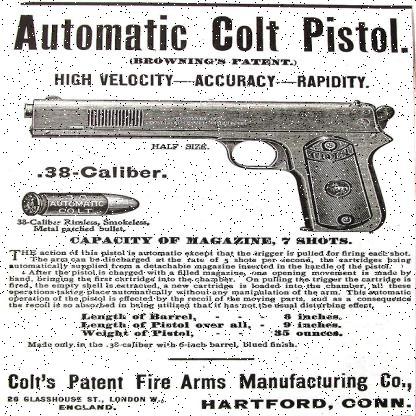 Automatic Colt Pistol.
(BROWNING'S PATENT.)
HIGH VELOCITY—ACCURACY—RAPIDITY.
HALF SIZE.
COLT
.38-Caliber.
AUTOMATIC
COLT
.38-Caliber Rimless, Smokeless,
Metal patched bullet.
CAPACITY OF MAGAZINE, 7 SHOTS.
THE action of this pistol is automatic except that the trigger is pulled for firing each shot.
The arm can be discharged at the rate of 5 shots per second, the cartridges being
automatically supplied from a detachable magazine inserted in the handle of the pistol.
After the pistol is charged with a filled magazine, one opening movement is made by
hand, bringing the first cartridge into the chamber. On pulling the trigger the cartridge is
fired, the empty shell is extracted, a new cartridge is loaded into the chamber, all these
operations taking place automatically without any manipulation of the arm. This automatic
operation of the pistol is effected by the recoil of the moving parts, and as a consequence
the recoil is so absorbed in being utilized that it has not the usual disturbing effect.
Length of Barrel, - - 6 inches.
Length of Pistol over all, - 9 inches.
Weight of Pistol, - - 35 ounces.
Made only in the .38 caliber with 6-inch barrel, blued finish.
Colt's Patent Fire Arms Manufacturing Co.,
26 GLASSHOUSE ST., LONDON W.,
ENGLAND.
HARTFORD, CONN.